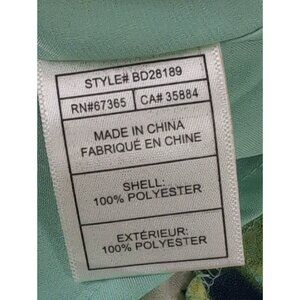 STYLE# BD28189
RN#67365 CA# 35884
MADE IN CHINA
FABRIQUÉ EN CHINE
SHELL:
100% POLYESTER
EXTÉRIEUR:
100% POLYESTER